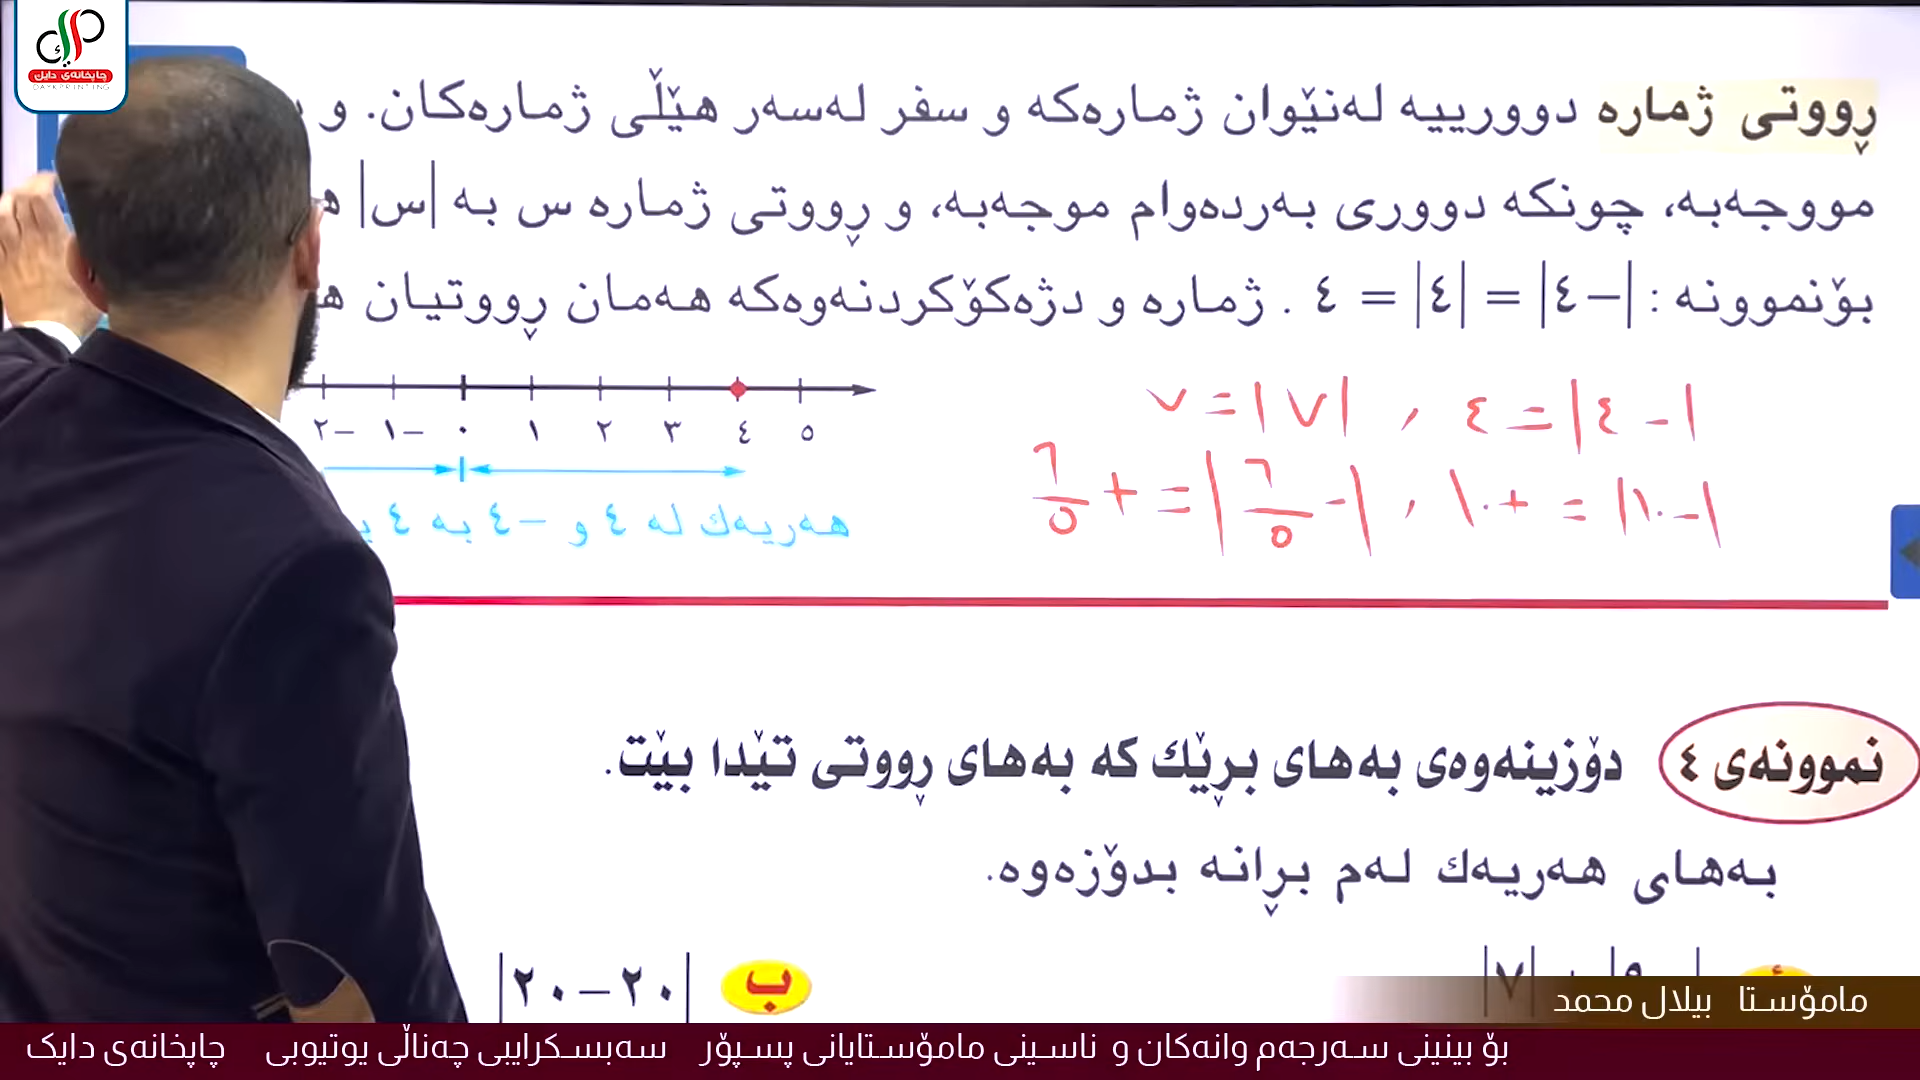 چاپخانەی دایك
DAYK PRINTING
ڕووتی ژمارە دوورییە لەنێوان ژمارەکە و سفر لەسەر هێڵی ژمارەکان. و
مووجەبە، چونکە دووری بەردەوام موجەبە، و ڕووتی ژمارە س بە |س|
بۆنموونە : |−٤| = |٤| = ٤ . ژمارە و دژەکۆکردنەوەکە هەمان ڕووتیان
|−٤| = ٤ , |٧| = ٧
|−١٠| = +١٠ , |−٦/٥| = +٦/٥
−٢ −١ ٠ ١ ٢ ٣ ٤ ٥
هەریەك لە ٤ و −٤ بە ٤
نموونەی ٤ دۆزینەوەی بەهای بڕێك کە بەهای ڕووتی تێدا بێت.
بەهای هەریەك لەم بڕانە بدۆزەوە.
ب |٢٠−٢٠|
مامۆستا بیلال محمد
بۆ بینینی سەرجەم وانەکان و ناسینی مامۆستایانی پسپۆر سەبسکرایبی چەناڵی یوتیوبی چاپخانەی دایک